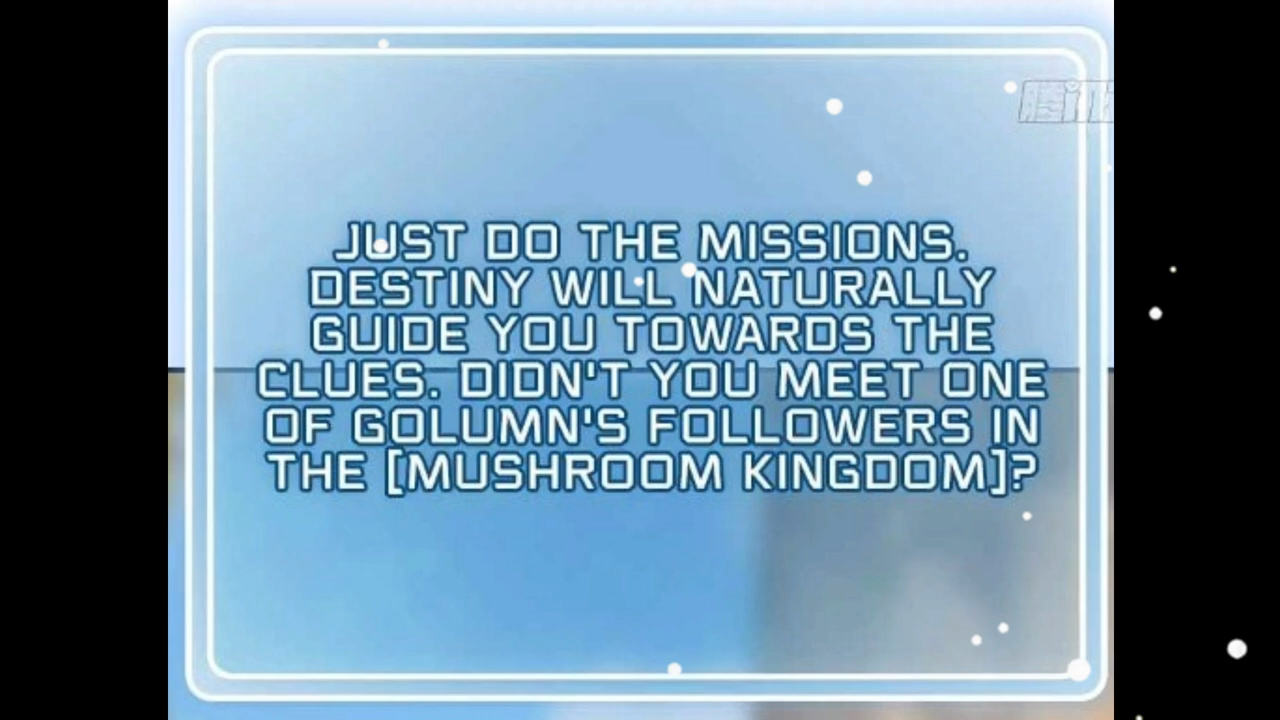 JUST DO THE MISSIONS.
DESTINY WILL NATURALLY
GUIDE YOU TOWARDS THE
CLUES. DIDN'T YOU MEET ONE
OF GOLUMN'S FOLLOWERS IN
THE [MUSHROOM KINGDOM]?